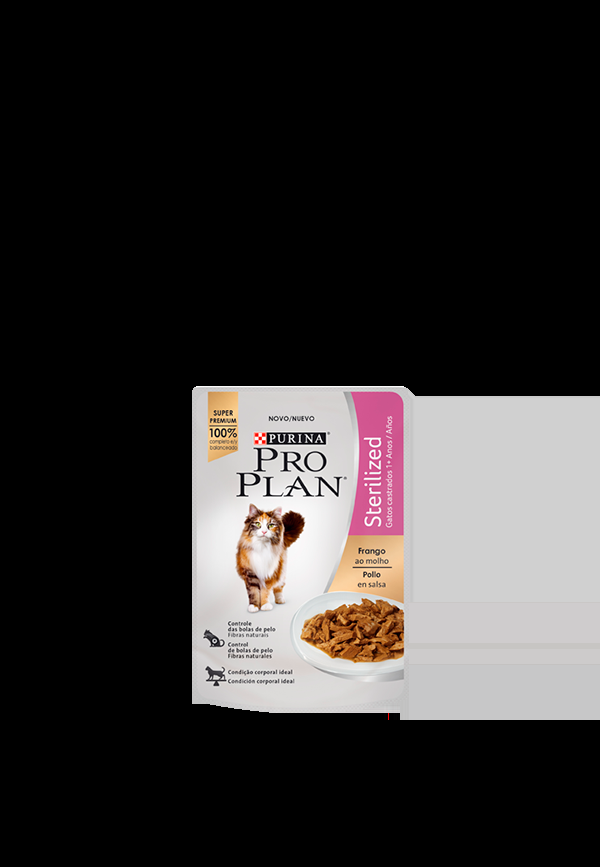 SUPER
PREMIUM
100%
completo e/y
balanceado
NOVO/NUEVO
PURINA®
PRO
PLAN®
Sterilized
Gatos castrados 1+ Anos / Años
Frango
ao molho
Pollo
en salsa
Controle
das bolas de pelo
Fibras naturais
Control
de bolas de pelo
Fibras naturales
Condição corporal ideal
Condición corporal ideal